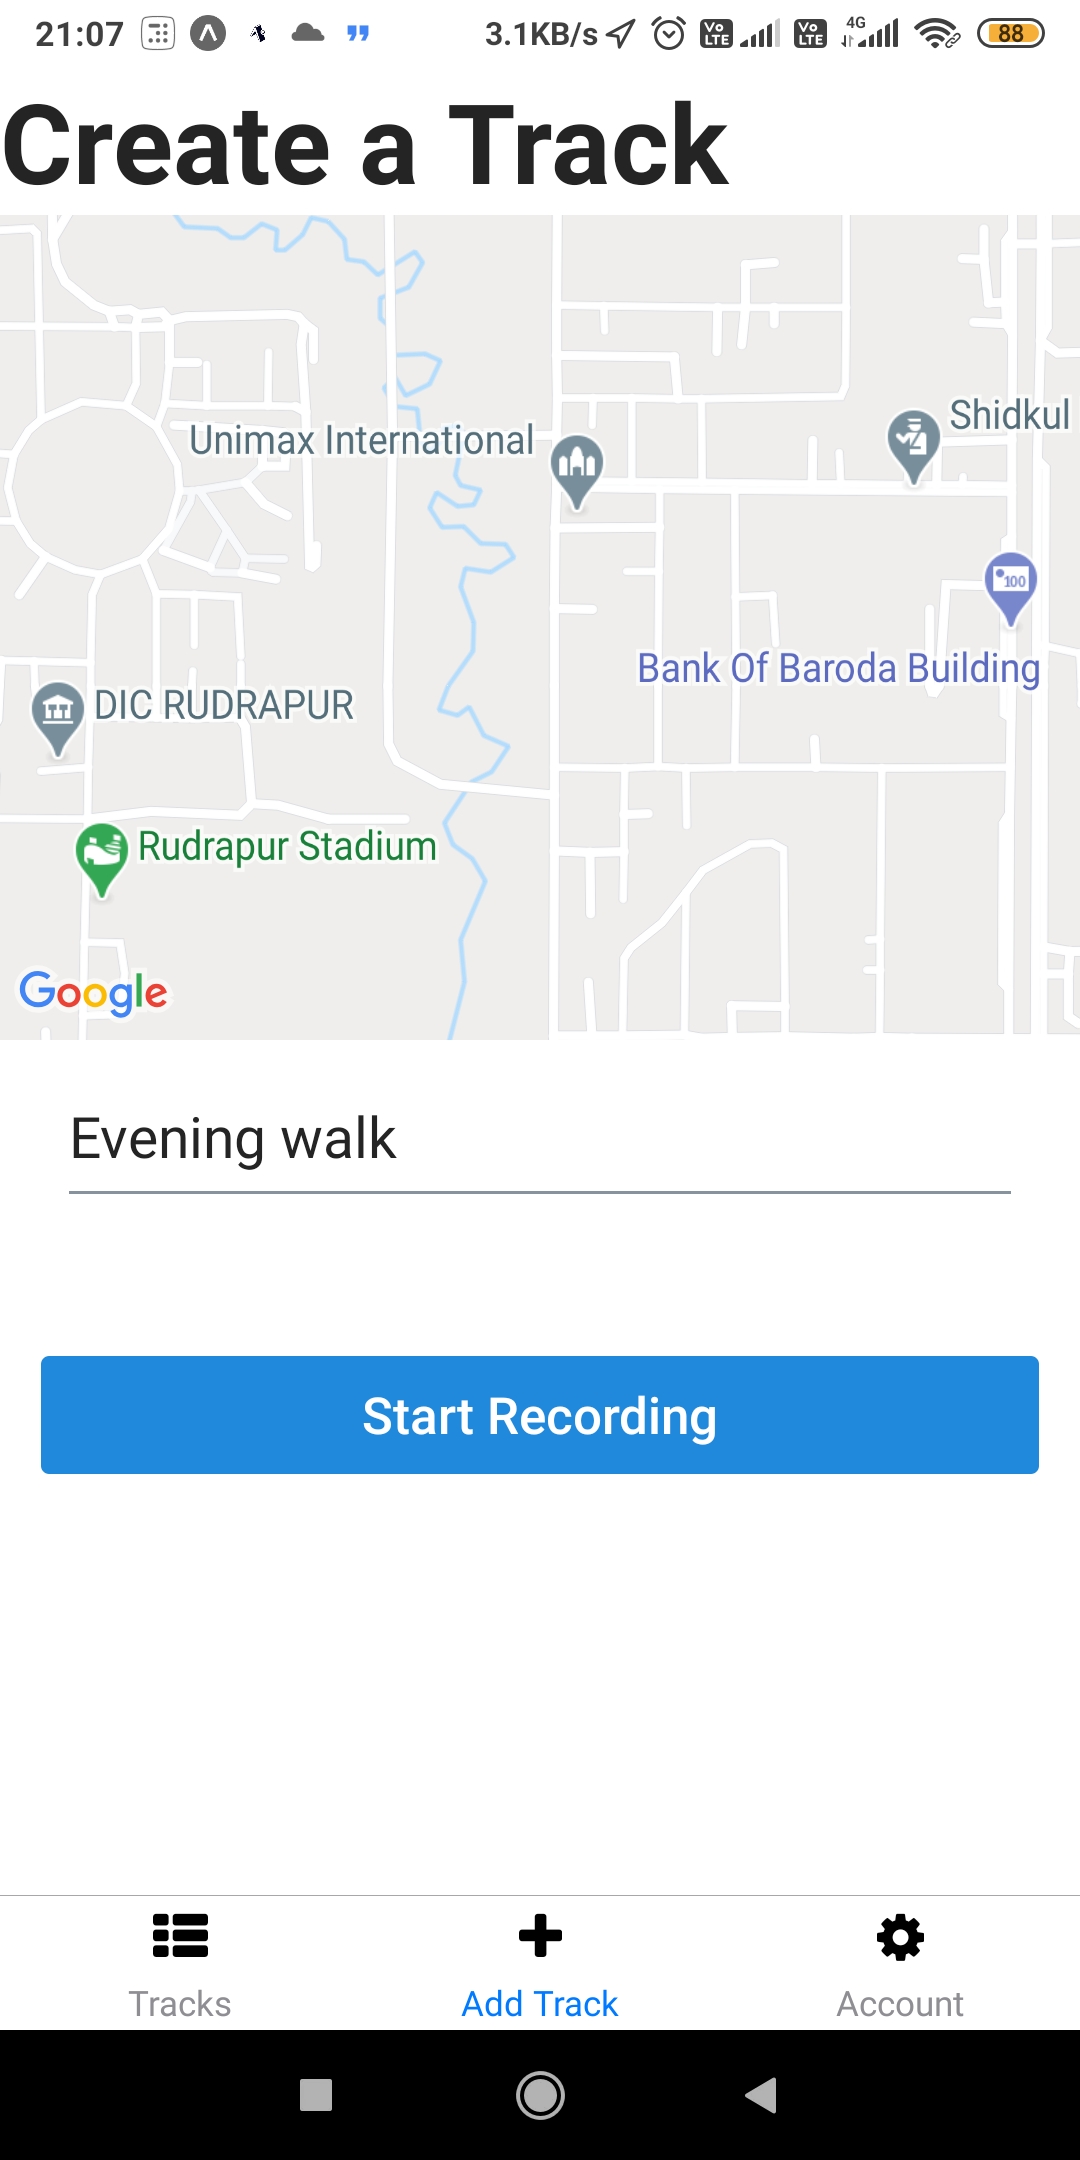 21:07 3.1KB/s Vo LTE Vo LTE 4G 88
Create a Track
Shidkul
Unimax International
100
Bank Of Baroda Building
DIC RUDRAPUR
Rudrapur Stadium
Google
Evening walk
Start Recording
Tracks Add Track Account